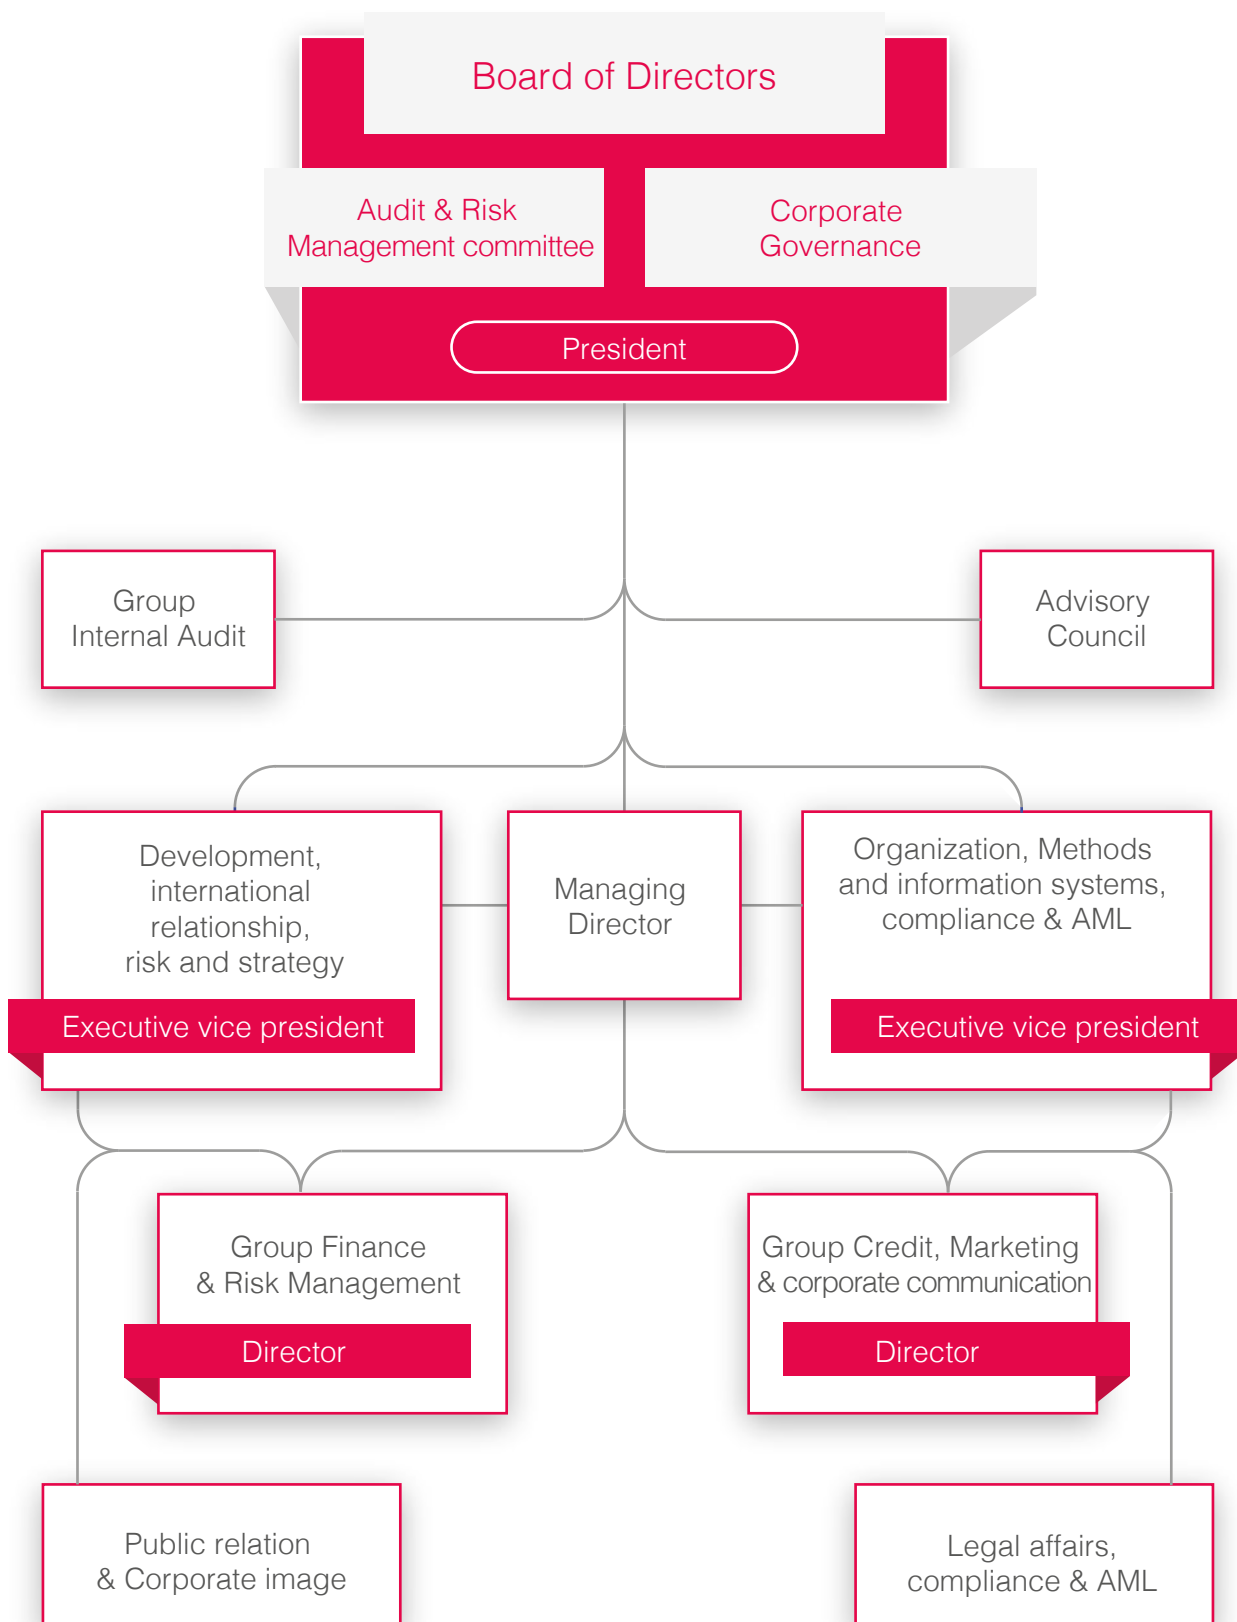 Board of Directors
Audit & Risk
Management committee
Corporate
Governance
President
Group
Internal Audit
Advisory
Council
Development,
international
relationship,
risk and strategy
Executive vice president
Managing
Director
Organization, Methods
and information systems,
compliance & AML
Executive vice president
Group Finance
& Risk Management
Director
Group Credit, Marketing
& corporate communication
Director
Public relation
& Corporate image
Legal affairs,
compliance & AML